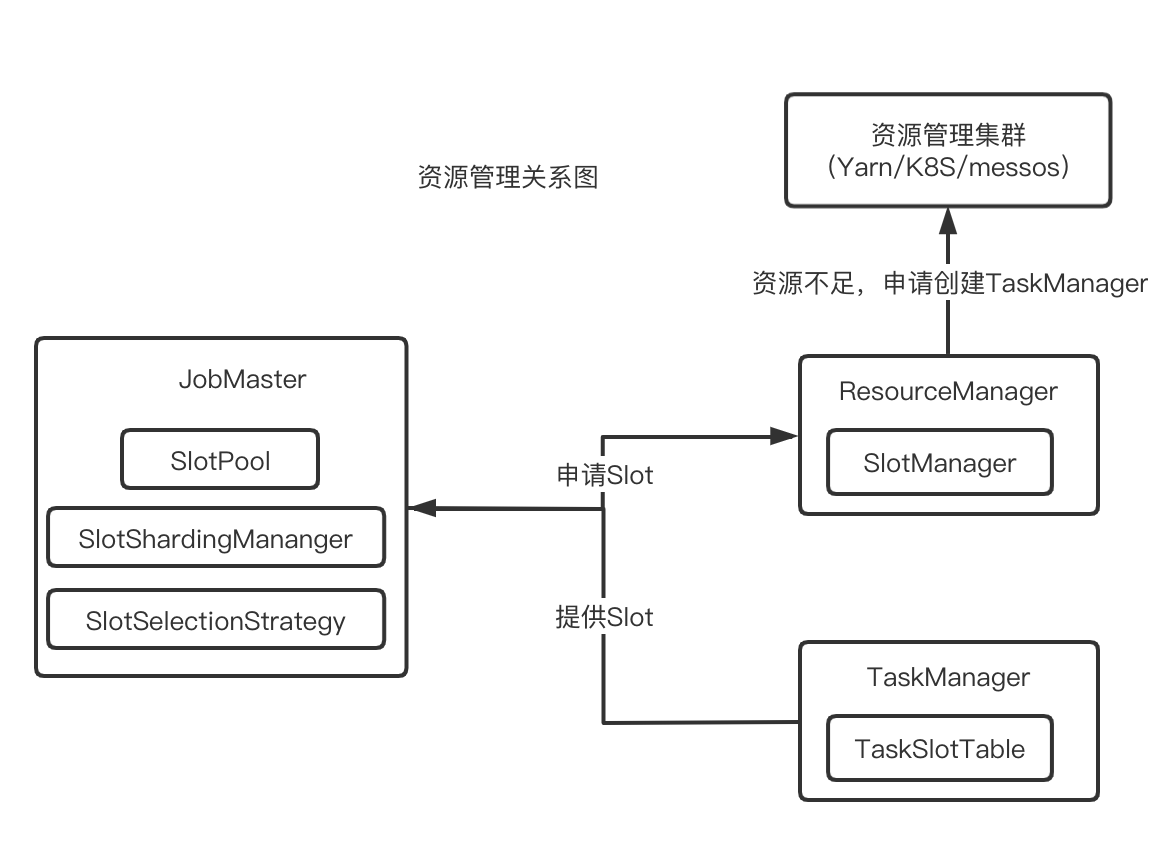 资源管理集群
(Yarn/K8S/messos)
资源管理关系图
资源不足，申请创建TaskManager
JobMaster
SlotPool
SlotShardingMananger
SlotSelectionStrategy
申请Slot
提供Slot
ResourceManager
SlotManager
TaskManager
TaskSlotTable